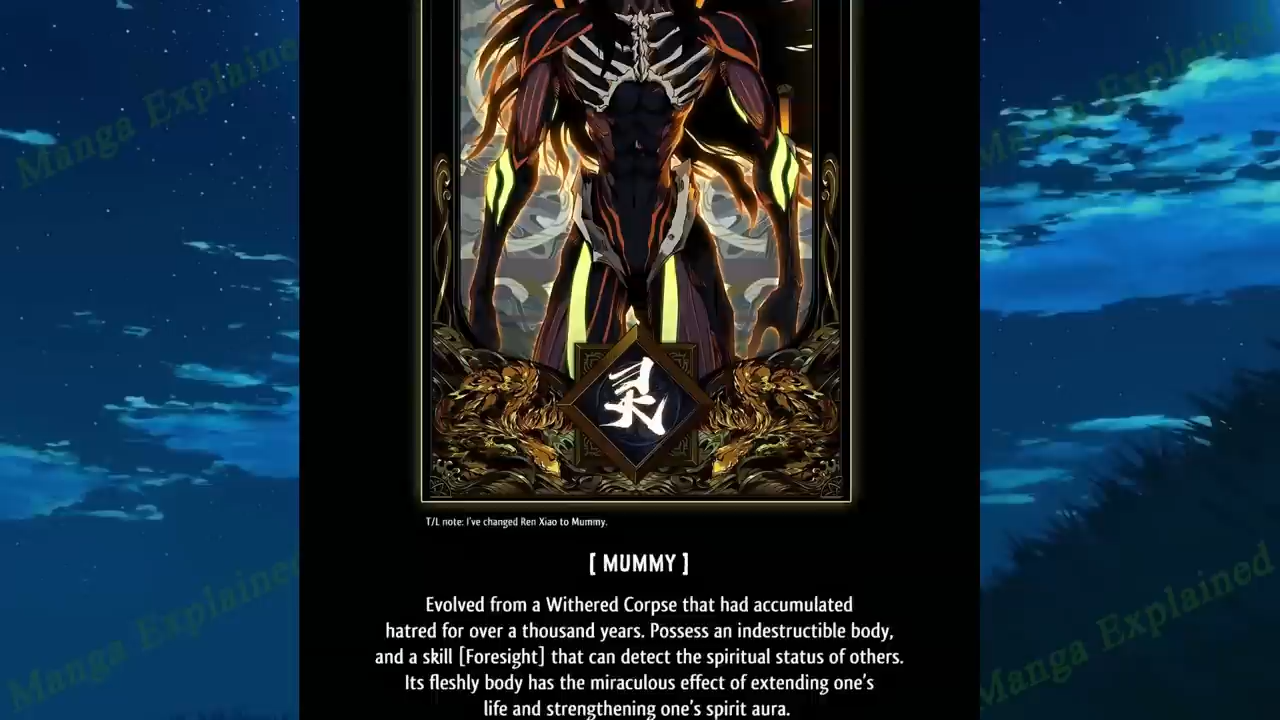 Manga Explained
Manga Explained
灵
T/L note: I've changed Ren Xiao to Mummy.
[ MUMMY ]
Evolved from a Withered Corpse that had accumulated
hatred for over a thousand years. Possess an indestructible body,
and a skill [Foresight] that can detect the spiritual status of others.
Its fleshly body has the miraculous effect of extending one's
life and strengthening one's spirit aura.
Manga Explained
Manga Explained